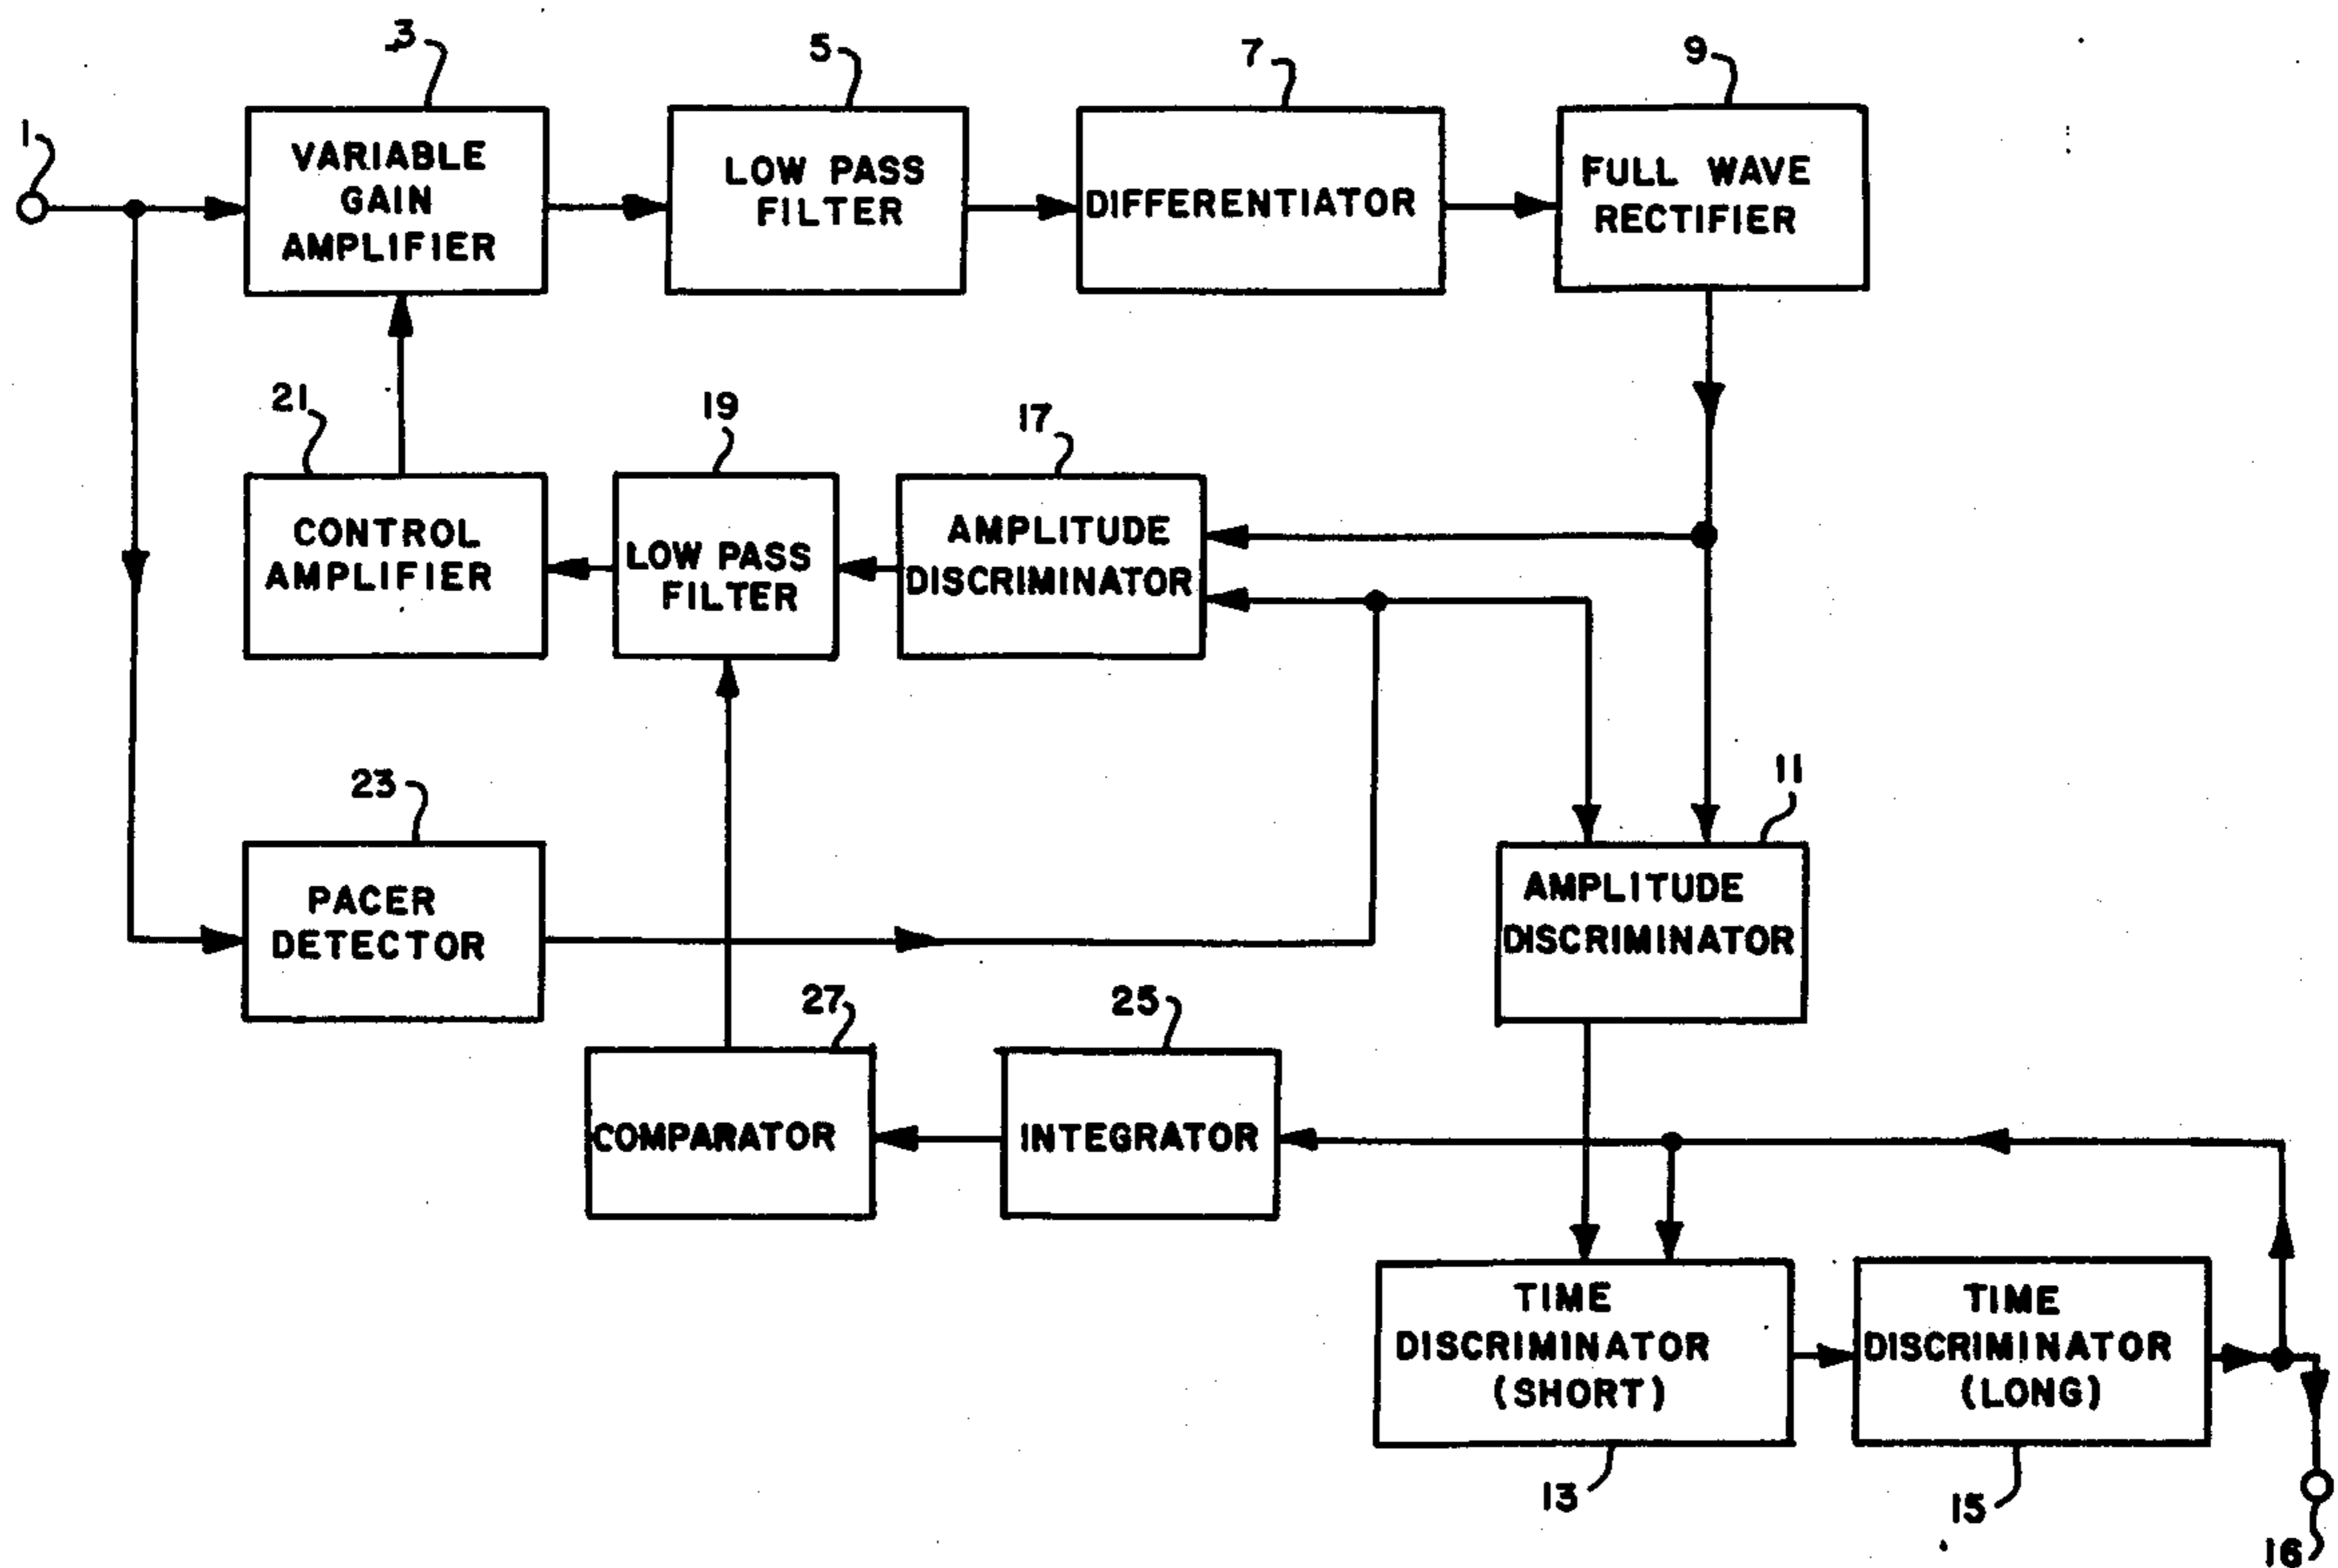 3
5
7
9
1
VARIABLE
GAIN
AMPLIFIER
LOW PASS
FILTER
DIFFERENTIATOR
FULL WAVE
RECTIFIER
21
19
17
CONTROL
AMPLIFIER
LOW PASS
FILTER
AMPLITUDE
DISCRIMINATOR
23
11
PACER
DETECTOR
AMPLITUDE
DISCRIMINATOR
27
25
COMPARATOR
INTEGRATOR
TIME
DISCRIMINATOR
(SHORT)
TIME
DISCRIMINATOR
(LONG)
13
15
16